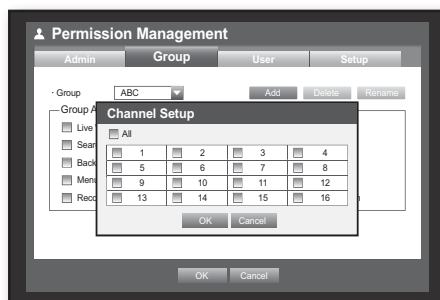 Permission Management
Admin Group User Setup
· Group ABC Add Delete Rename
Group A
Channel Setup
Live
All
Sear
1 2 3 4
Back
5 6 7 8
Menu
9 10 11 12
Reco
13 14 15 16
OK Cancel
OK Cancel